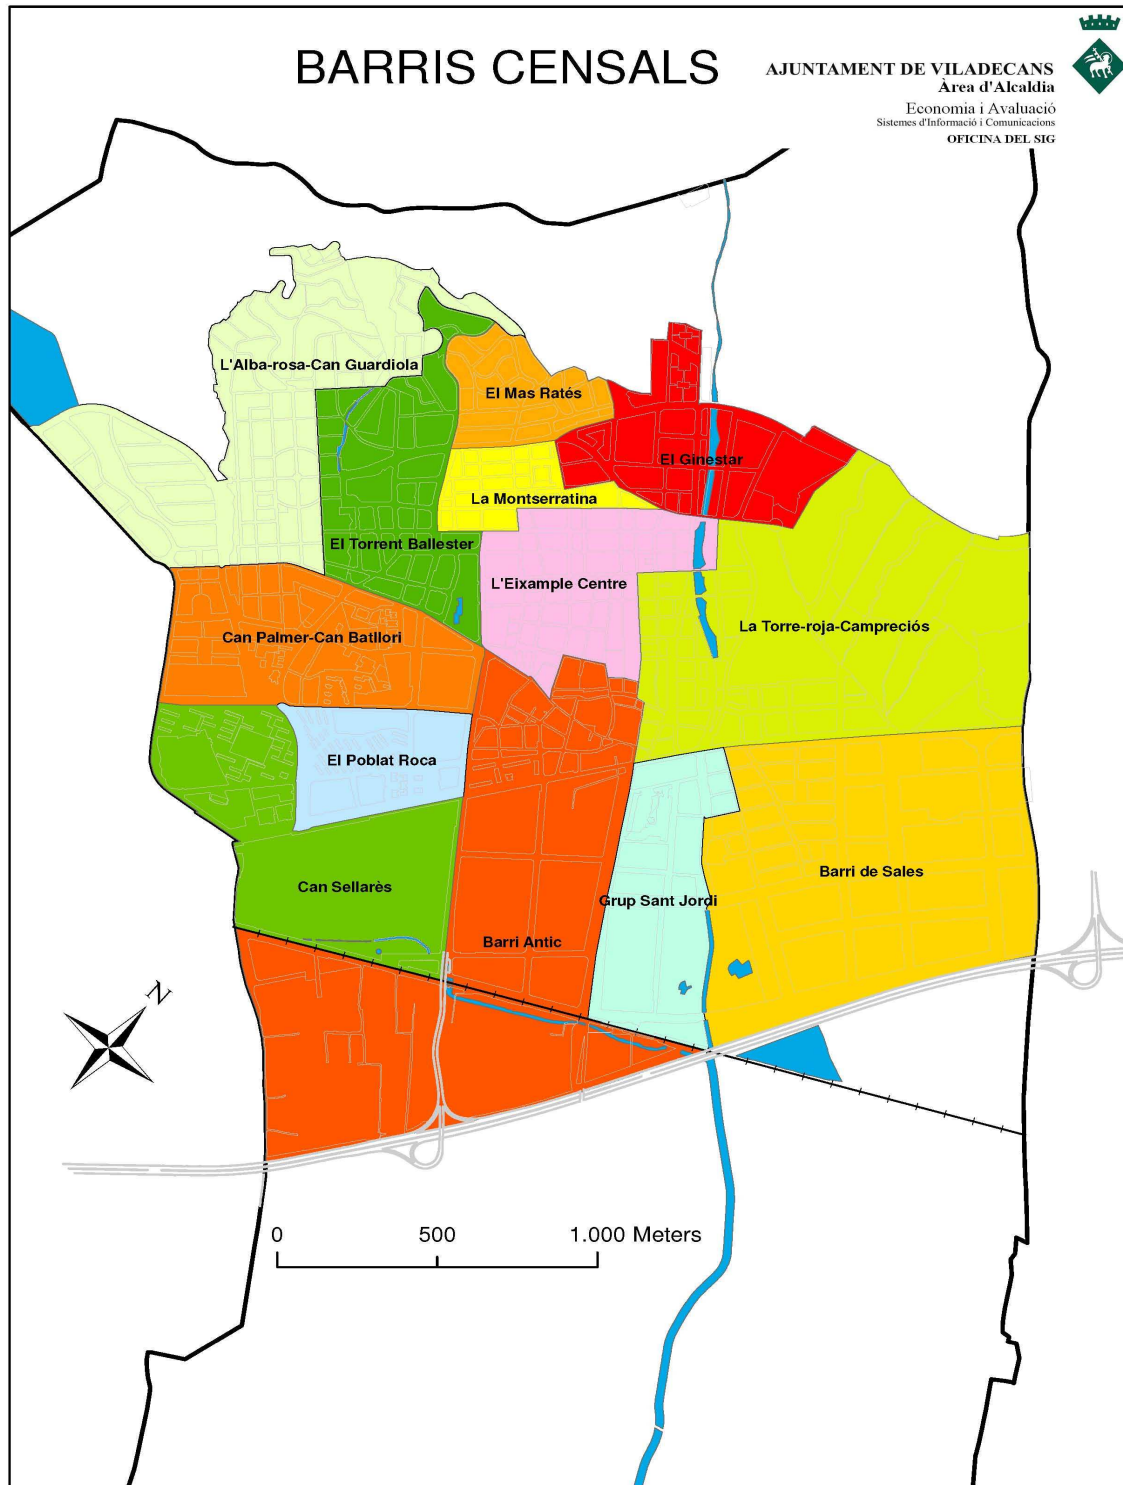 BARRIS CENSALS
AJUNTAMENT DE VILADECANS
Àrea d'Alcaldia
Economia i Avaluació
Sistemes d'Informació i Comunicacions
OFICINA DEL SIG
L'Alba-rosa-Can Guardiola
El Mas Ratés
El Ginestar
La Montserratina
El Torrent Ballester
L'Eixample Centre
La Torre-roja-Campreciós
Can Palmer-Can Batllori
El Poblat Roca
Barri de Sales
Can Sellarès
Grup Sant Jordi
Barri Antic
N
0 500 1.000 Meters